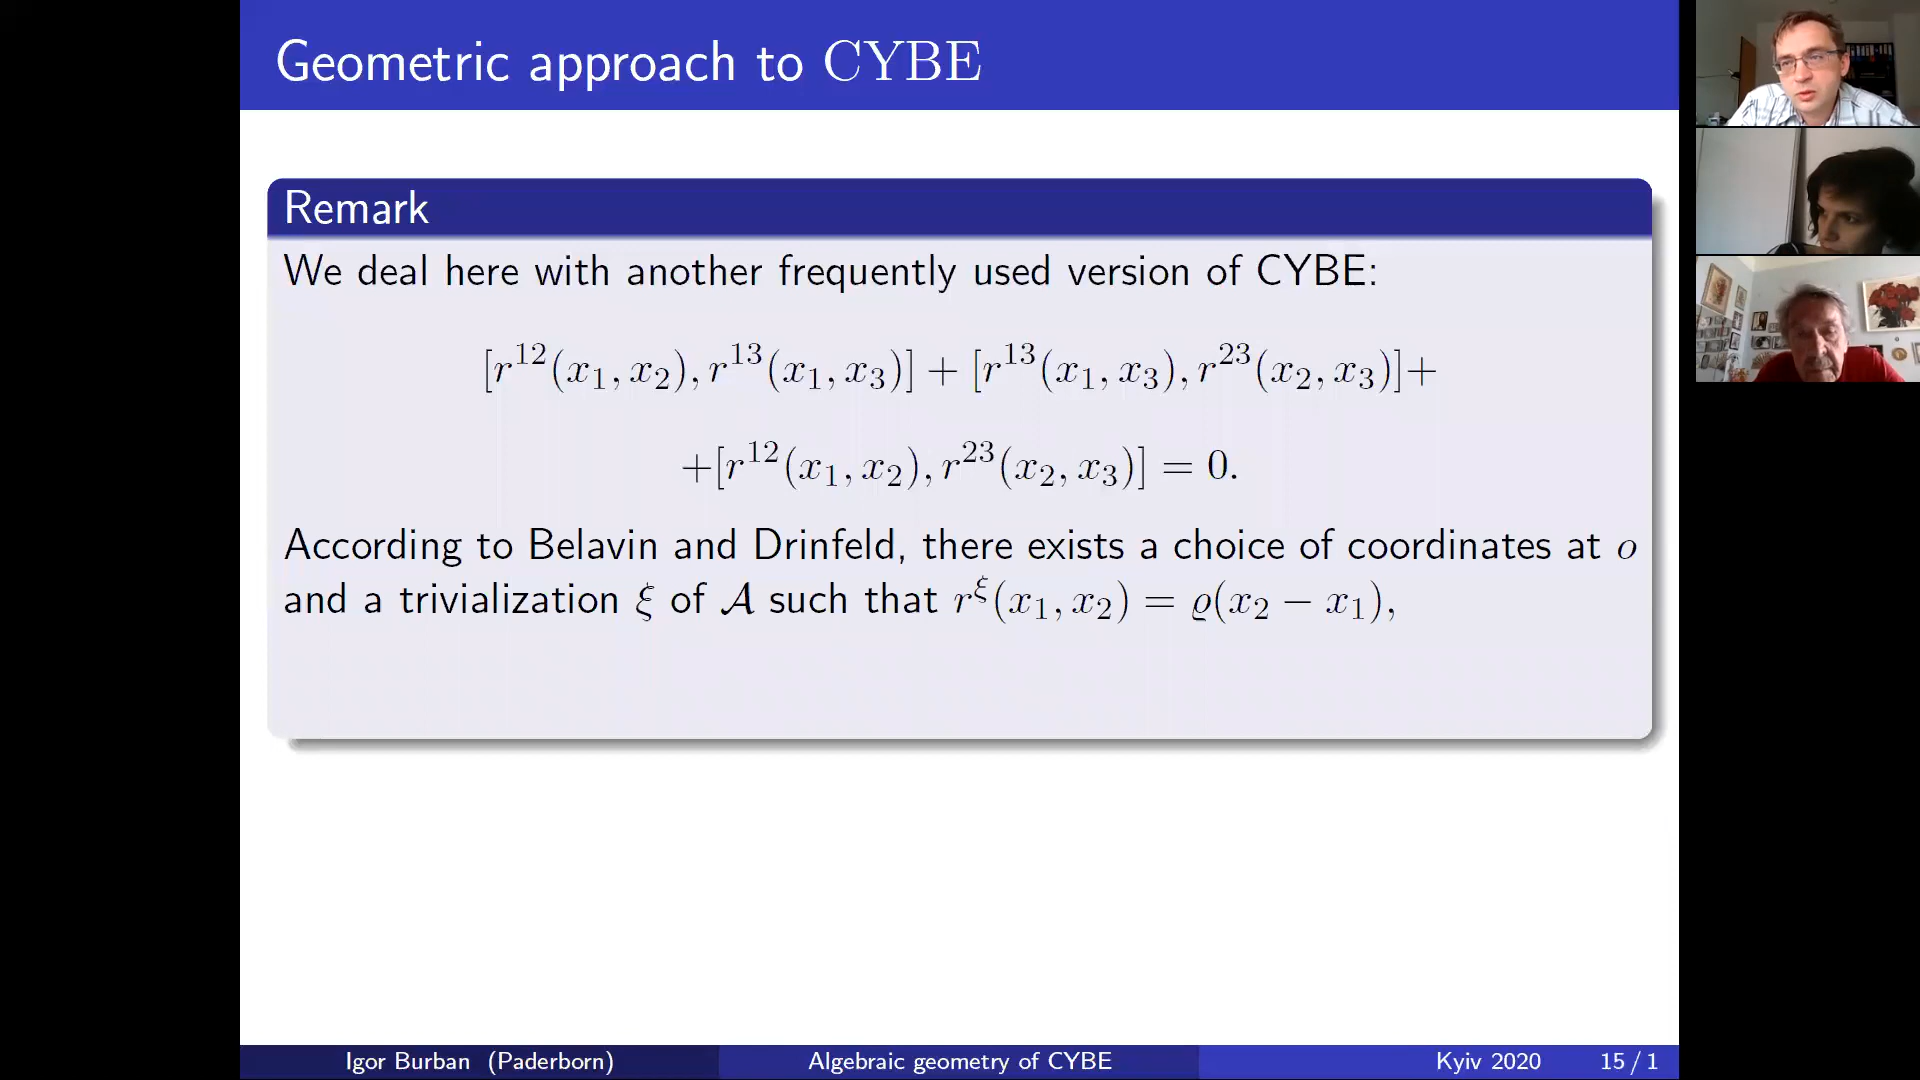 Geometric approach to CYBE
Remark
We deal here with another frequently used version of CYBE:
[r^{12}(x_1, x_2), r^{13}(x_1, x_3)] + [r^{13}(x_1, x_3), r^{23}(x_2, x_3)]+
+[r^{12}(x_1, x_2), r^{23}(x_2, x_3)] = 0.
According to Belavin and Drinfeld, there exists a choice of coordinates at o
and a trivialization ξ of 𝒜 such that r^ξ(x_1, x_2) = ϱ(x_2 − x_1),
Igor Burban (Paderborn) Algebraic geometry of CYBE Kyiv 2020 15 / 1